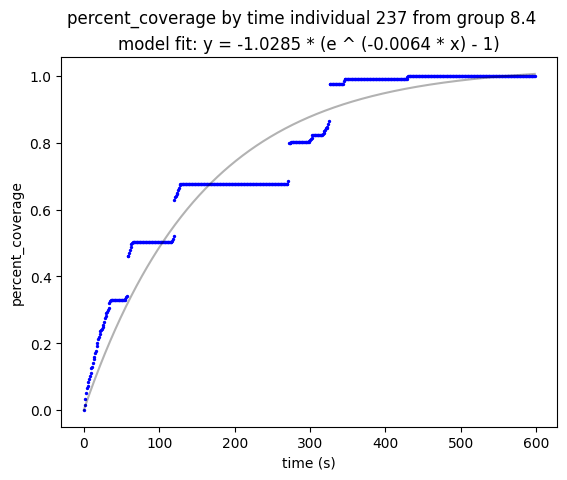 percent_coverage by time individual 237 from group 8.4
model fit: y = -1.0285 * (e ^ (-0.0064 * x) - 1)
1.0
0.8
0.6
0.4
0.2
0.0
percent_coverage
0 100 200 300 400 500 600
time (s)